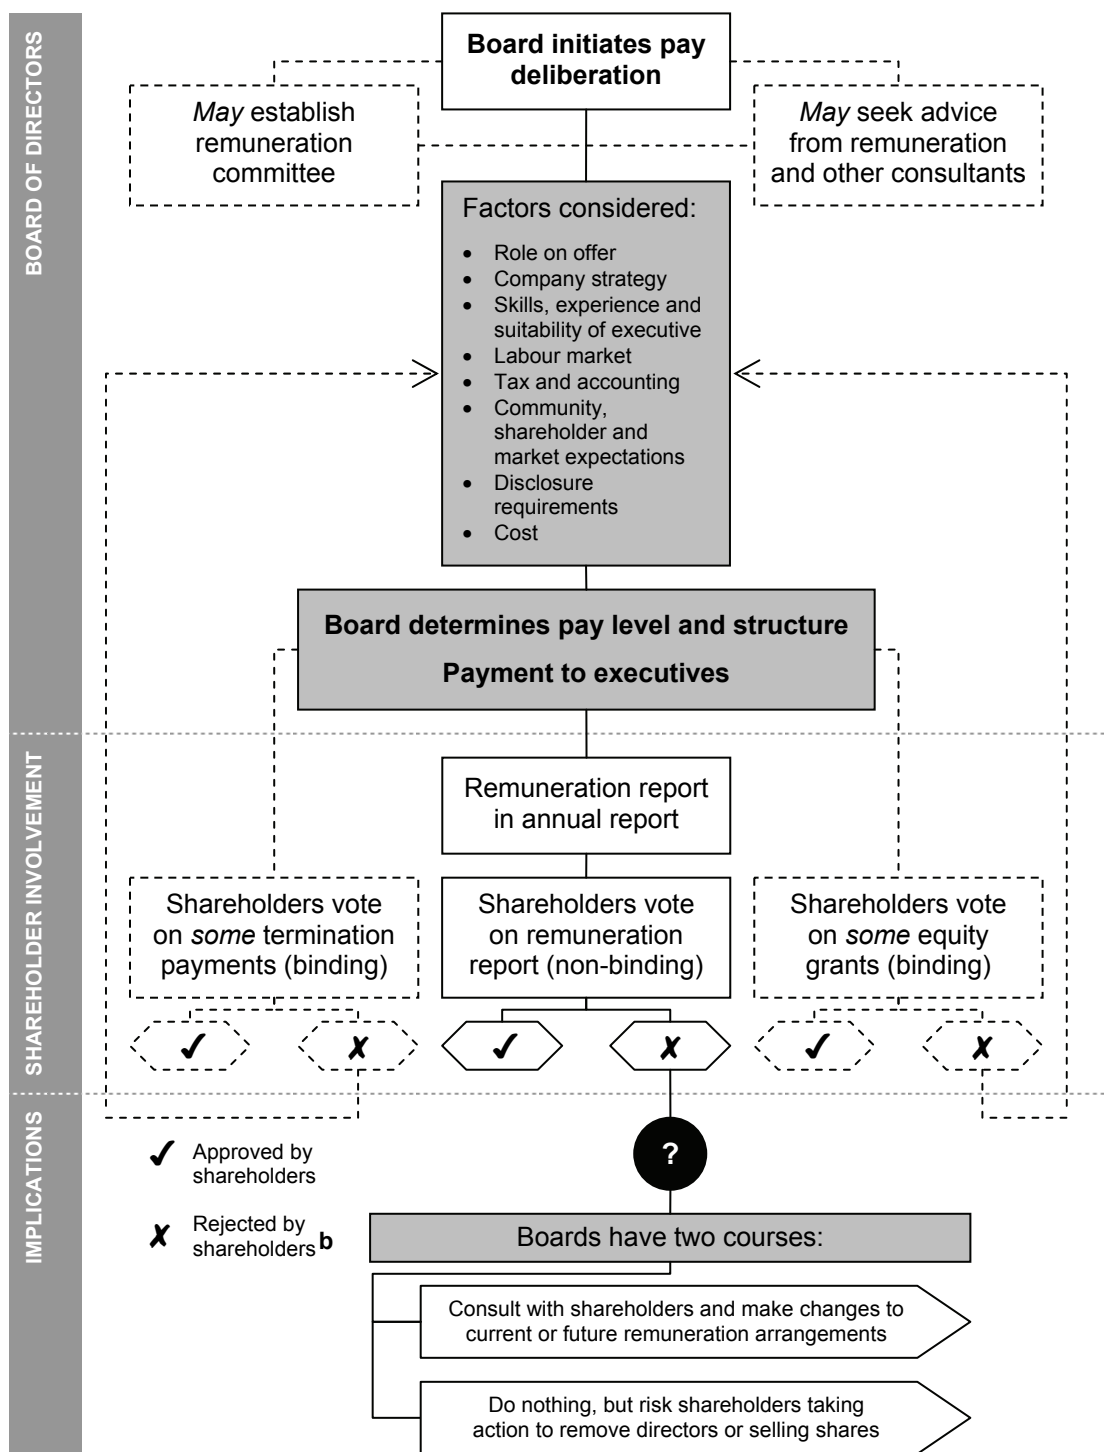 BOARD OF DIRECTORS
Board initiates pay
deliberation
May establish
remuneration
committee
May seek advice
from remuneration
and other consultants
Factors considered:
• Role on offer
• Company strategy
• Skills, experience and
suitability of executive
• Labour market
• Tax and accounting
• Community,
shareholder and
market expectations
• Disclosure
requirements
• Cost
Board determines pay level and structure
Payment to executives
SHAREHOLDER INVOLVEMENT
Remuneration report
in annual report
Shareholders vote
on some termination
payments (binding)
Shareholders vote
on remuneration
report (non-binding)
Shareholders vote
on some equity
grants (binding)
✓ ✗ ✓ ✗ ✓ ✗
IMPLICATIONS
✓ Approved by
shareholders
?
✗ Rejected by
shareholders b
Boards have two courses:
Consult with shareholders and make changes to
current or future remuneration arrangements
Do nothing, but risk shareholders taking
action to remove directors or selling shares